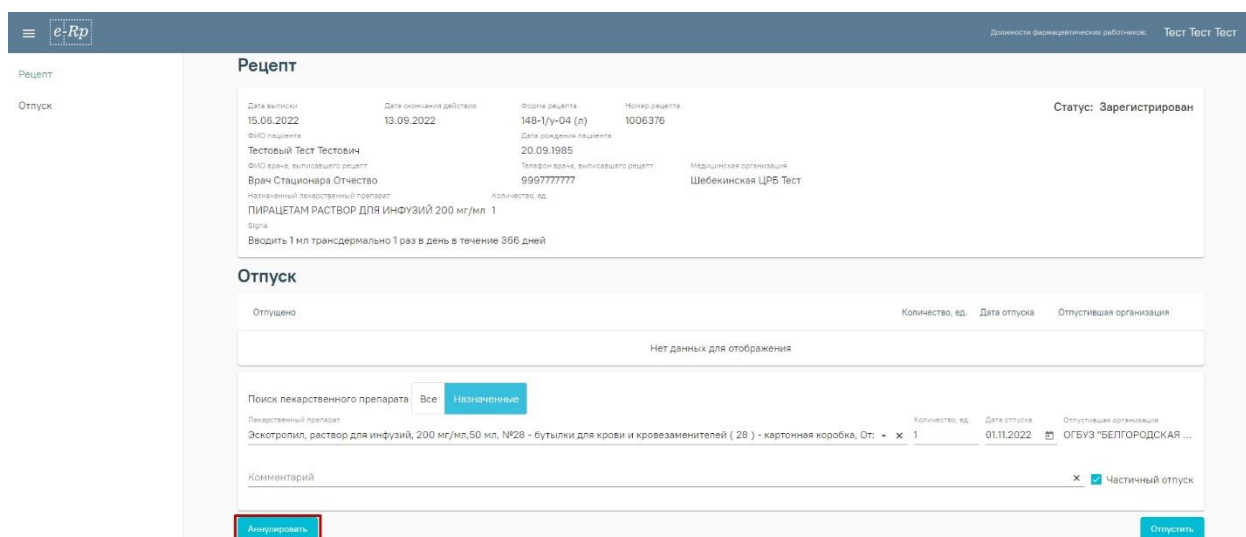 e-Rp
Должности фармацевтических работников: Тест Тест Тест
Рецепт
Отпуск
Рецепт
Дата выписки Дата окончания действия Форма рецепта Номер рецепта
15.06.2022 13.09.2022 148-1/у-04 (л) 1006376
Статус: Зарегистрирован
ФИО пациента Дата рождения пациента
Тестовый Тест Тестович 20.09.1985
ФИО врача, выписавшего рецепт Телефон врача, выписавшего рецепт Медицинская организация
Врач Стационара Отчество 9997777777 Шебекинская ЦРБ Тест
Назначенный лекарственный препарат Количество, ед.
ПИРАЦЕТАМ РАСТВОР ДЛЯ ИНФУЗИЙ 200 мг/мл 1
Signa
Вводить 1 мл трансдермально 1 раз в день в течение 366 дней
Отпуск
Отпущено Количество, ед. Дата отпуска Отпустившая организация
Нет данных для отображения
Поиск лекарственного препарата Все Назначенные
Лекарственный препарат Количество, ед. Дата отпуска Отпустившая организация
Эскотропил, раствор для инфузий, 200 мг/мл,50 мл, №28 - бутылки для крови и кровезаменителей ( 28 ) - картонная коробка, От: 1 01.11.2022 ОГБУЗ "БЕЛГОРОДСКАЯ ...
Комментарий Частичный отпуск
Аннулировать Отпустить